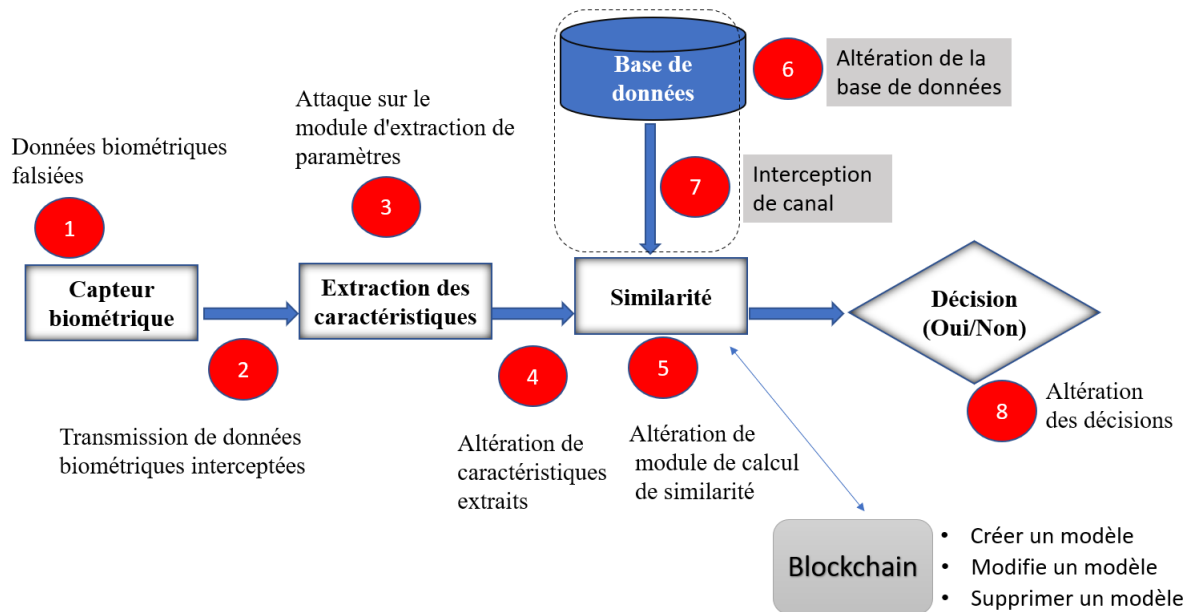 Base de
données
6
Altération de la
base de données
Attaque sur le
module d'extraction de
paramètres
Données biométriques
falsiées
1
3
7
Interception
de canal
Capteur
biométrique
Extraction des
caractéristiques
Similarité
Décision
(Oui/Non)
2
4
5
8
Altération
des décisions
Transmission de données
biométriques interceptées
Altération de
caractéristiques
extraits
Altération de
module de calcul
de similarité
Blockchain
• Créer un modèle
• Modifie un modèle
• Supprimer un modèle